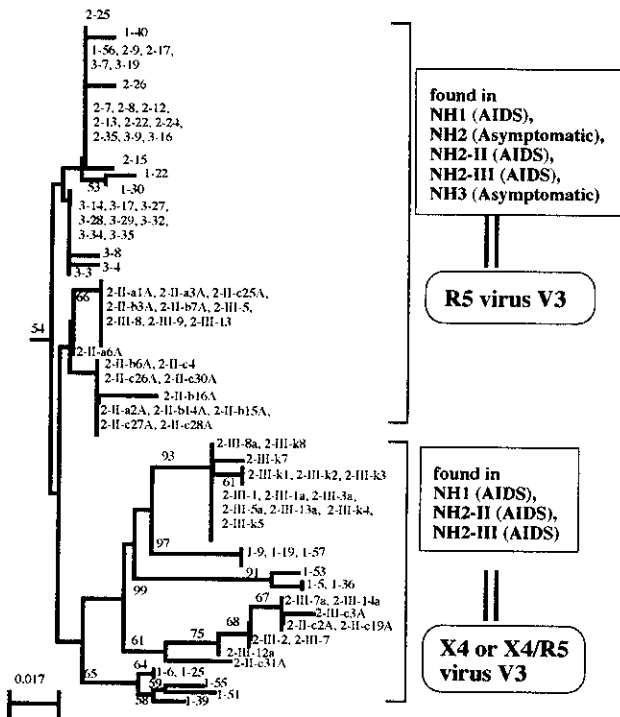 2-25
1-40
1-56, 2-9, 2-17,
3-7, 3-19
2-26
2-7, 2-8, 2-12,
2-13, 2-22, 2-24,
2-35, 3-9, 3-16
2-15
1-22
53
1-30
3-14, 3-17, 3-27,
3-28, 3-29, 3-32,
3-34, 3-35
3-8
3-4
3-3
66
2-II-a1A, 2-II-a3A, 2-II-c25A,
2-II-b3A, 2-II-b7A, 2-III-5,
2-III-8, 2-III-9, 2-III-13
54
2-II-a6A
2-II-b6A, 2-II-c4
2-II-c26A, 2-II-c30A
2-II-b16A
2-II-a2A, 2-II-b14A, 2-II-b15A,
2-II-c27A, 2-II-c28A
found in
NH1 (AIDS),
NH2 (Asymptomatic),
NH2-II (AIDS),
NH2-III (AIDS),
NH3 (Asymptomatic)
R5 virus V3
2-III-8a, 2-III-k8
93
2-III-k7
2-III-k1, 2-III-k2, 2-III-k3
61
2-III-1, 2-III-1a, 2-III-3a,
2-III-5a, 2-III-13a, 2-III-k4,
2-III-k5
97
1-9, 1-19, 1-57
91
1-53
1-5, 1-36
99
67
2-III-7a, 2-III-14a
2-III-c3A
2-II-c2A, 2-II-c19A
68
75
2-III-2, 2-III-7
61
2-III-12a
2-II-c31A
65
64
1-6, 1-25
59
1-55
1-51
58
1-39
0.017
found in
NH1 (AIDS),
NH2-II (AIDS),
NH2-III (AIDS)
X4 or X4/R5
virus V3